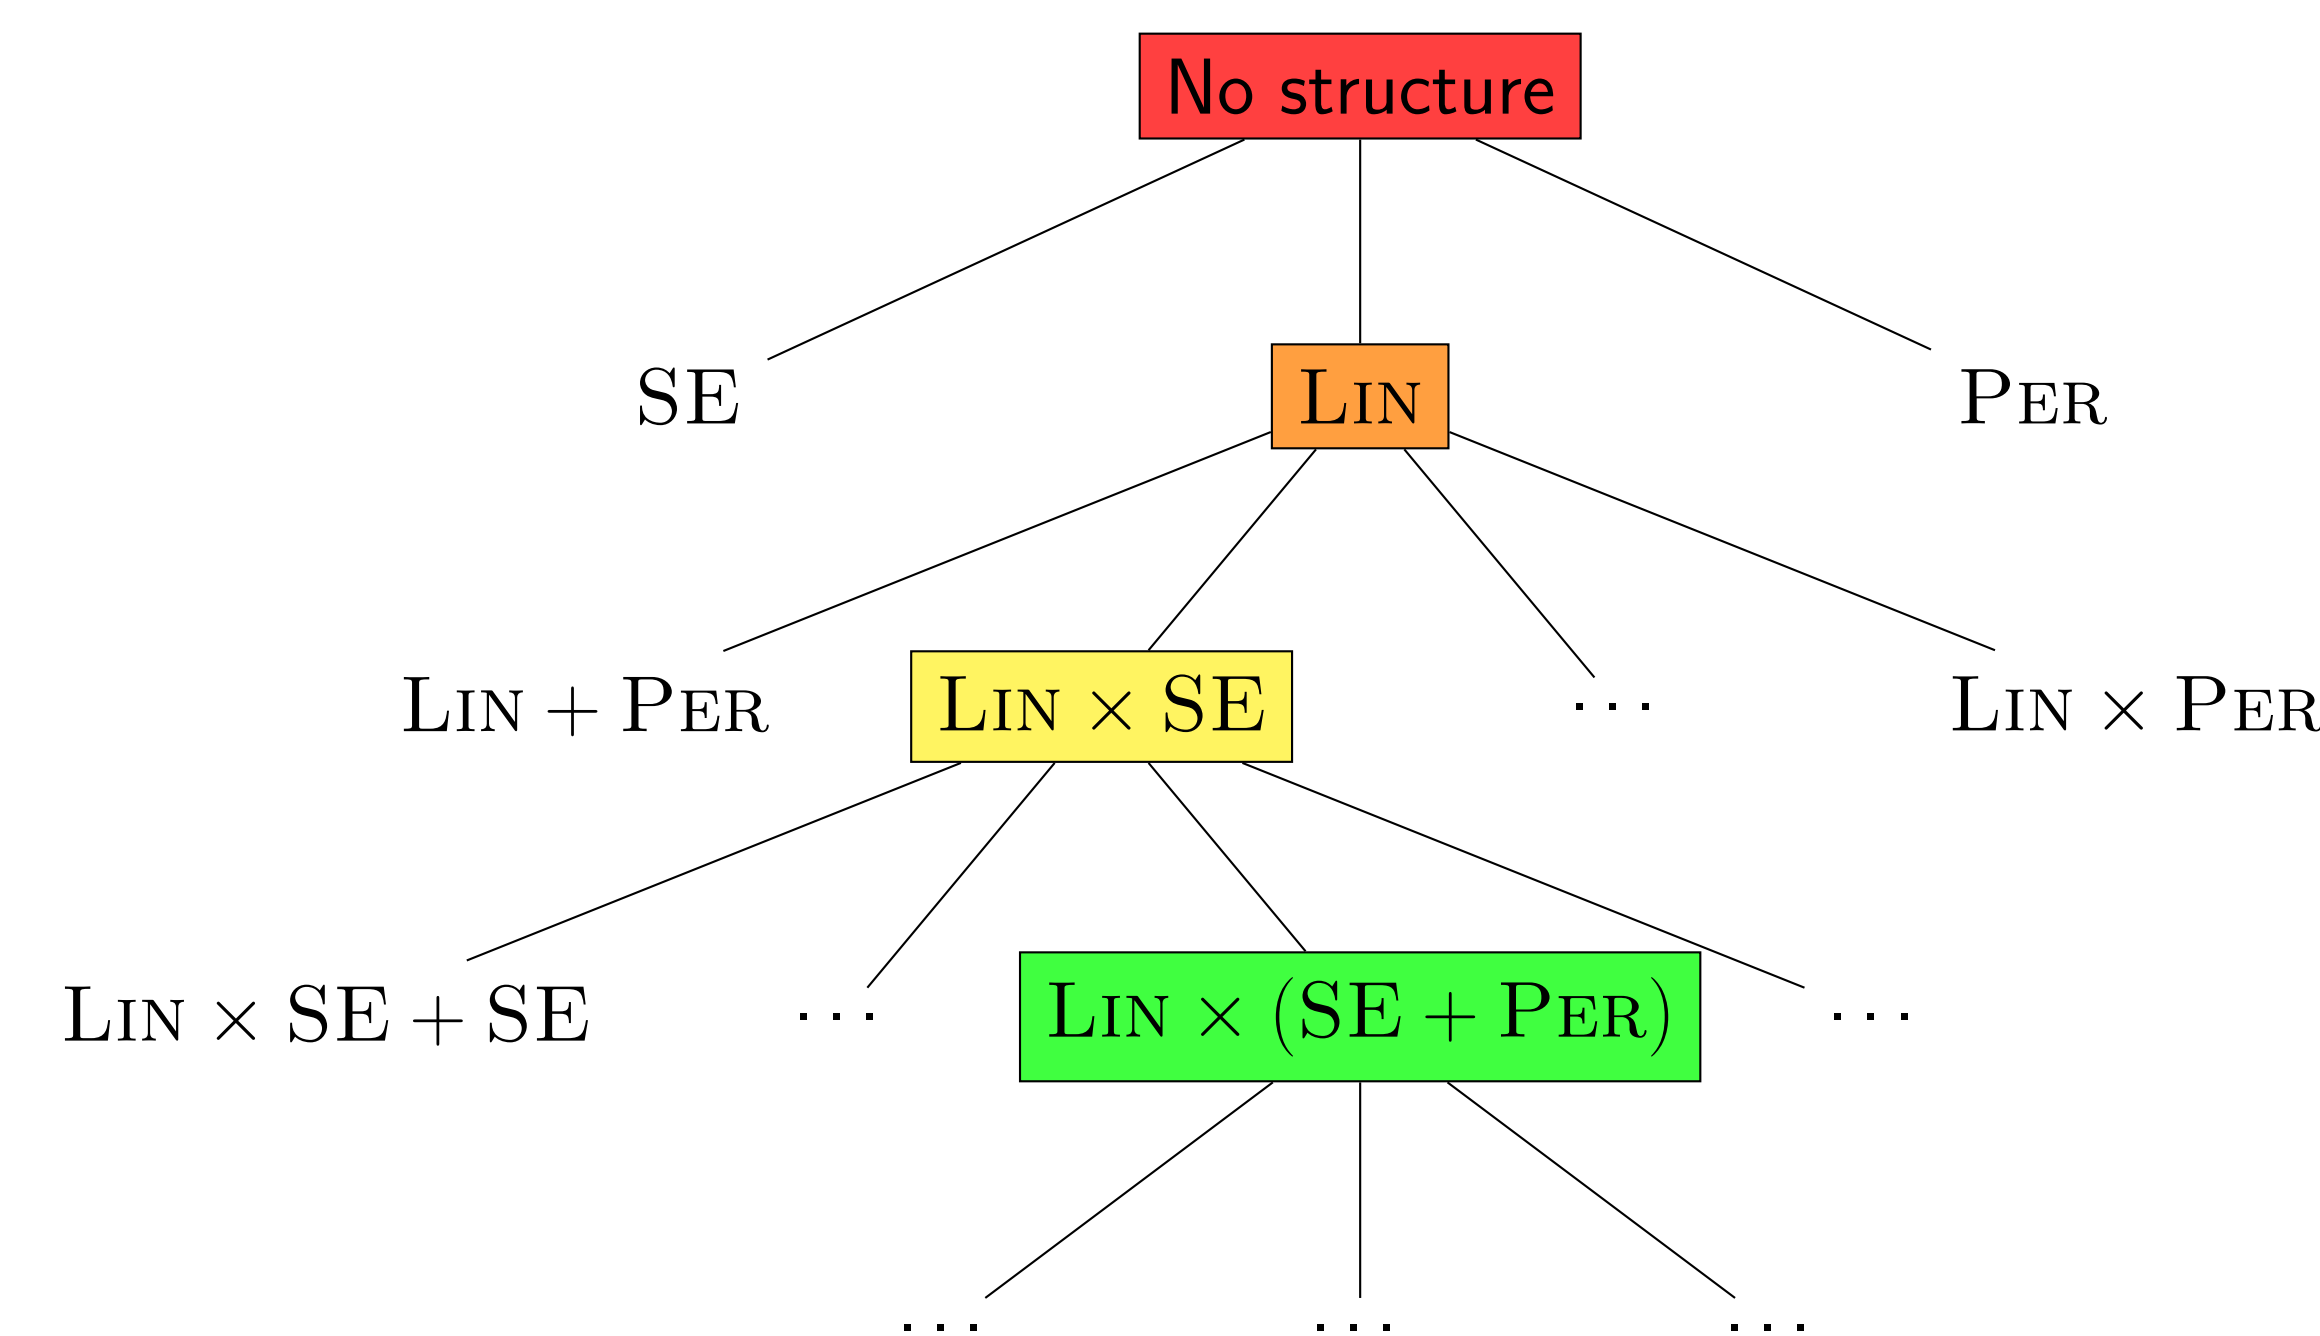 No structure
SE Lin Per
Lin + Per Lin × SE ... Lin × Per
Lin × SE + SE ... Lin × (SE + Per) ...
... ... ...